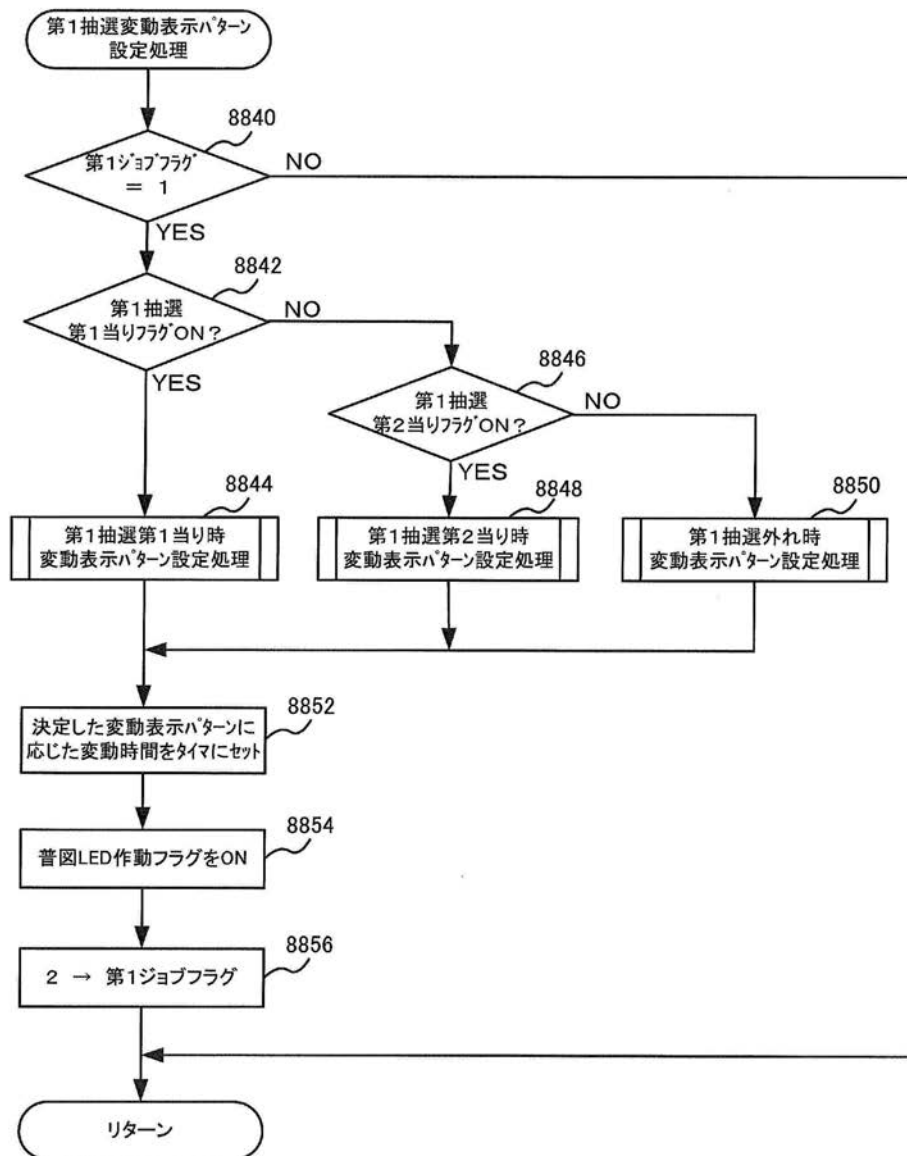 第1抽選変動表示パターン
設定処理
8840
第1ジョブフラグ
＝ 1
NO
YES
8842
第1抽選
第1当りフラグON？
NO
YES
8846
第1抽選
第2当りフラグON？
NO
YES
8844
第1抽選第1当り時
変動表示パターン設定処理
8848
第1抽選第2当り時
変動表示パターン設定処理
8850
第1抽選外れ時
変動表示パターン設定処理
8852
決定した変動表示パターンに
応じた変動時間をタイマにセット
8854
普図LED作動フラグをON
8856
2 → 第1ジョブフラグ
リターン